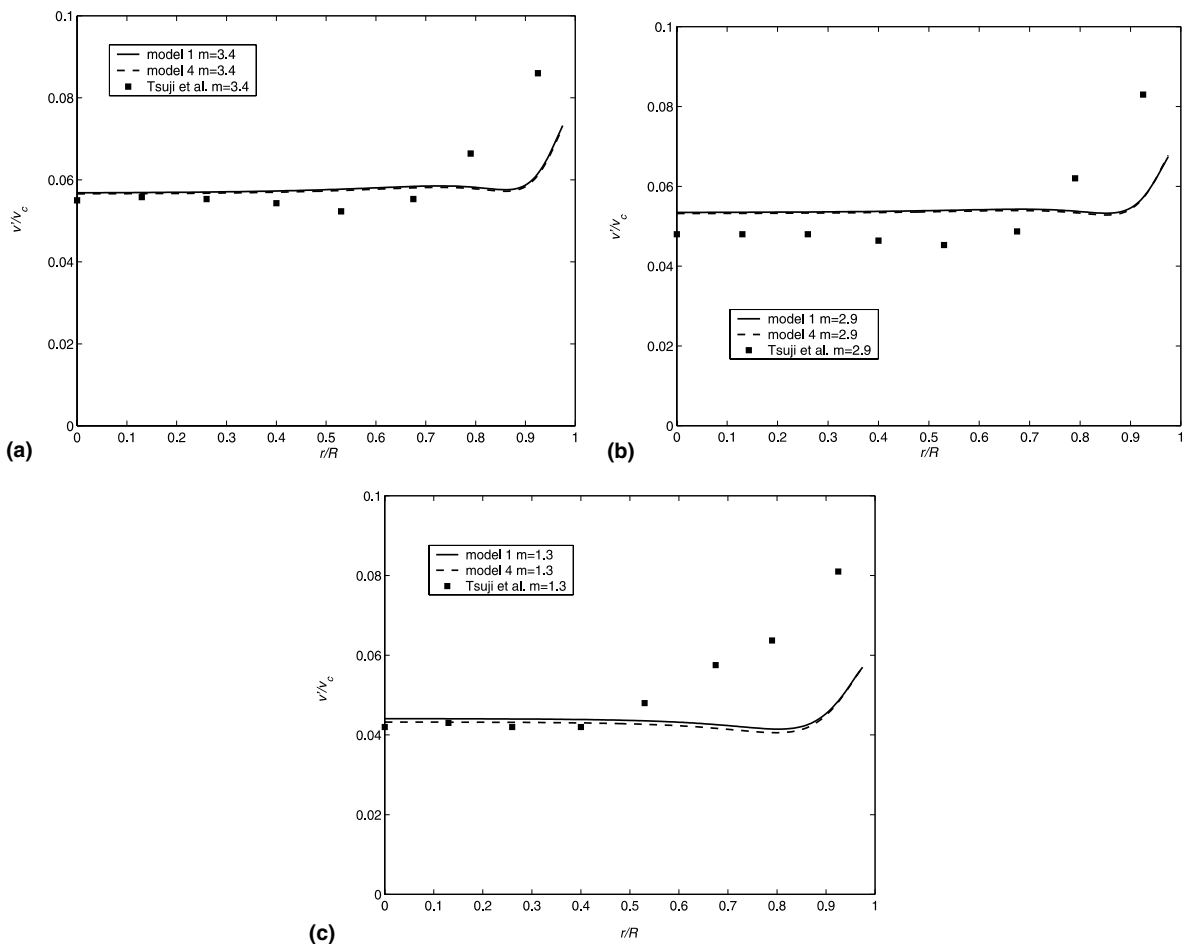 0.1
0.08
0.06
0.04
0.02
0
v'/v_c
model 1 m=3.4
model 4 m=3.4
Tsuji et al. m=3.4
0 0.1 0.2 0.3 0.4 0.5 0.6 0.7 0.8 0.9 1
r/R
(a)
0.1
0.08
0.06
0.04
0.02
0
v'/v_c
model 1 m=2.9
model 4 m=2.9
Tsuji et al. m=2.9
0 0.1 0.2 0.3 0.4 0.5 0.6 0.7 0.8 0.9 1
r/R
(b)
0.1
0.08
0.06
0.04
0.02
0
v'/v_c
model 1 m=1.3
model 4 m=1.3
Tsuji et al. m=1.3
0 0.1 0.2 0.3 0.4 0.5 0.6 0.7 0.8 0.9 1
r/R
(c)